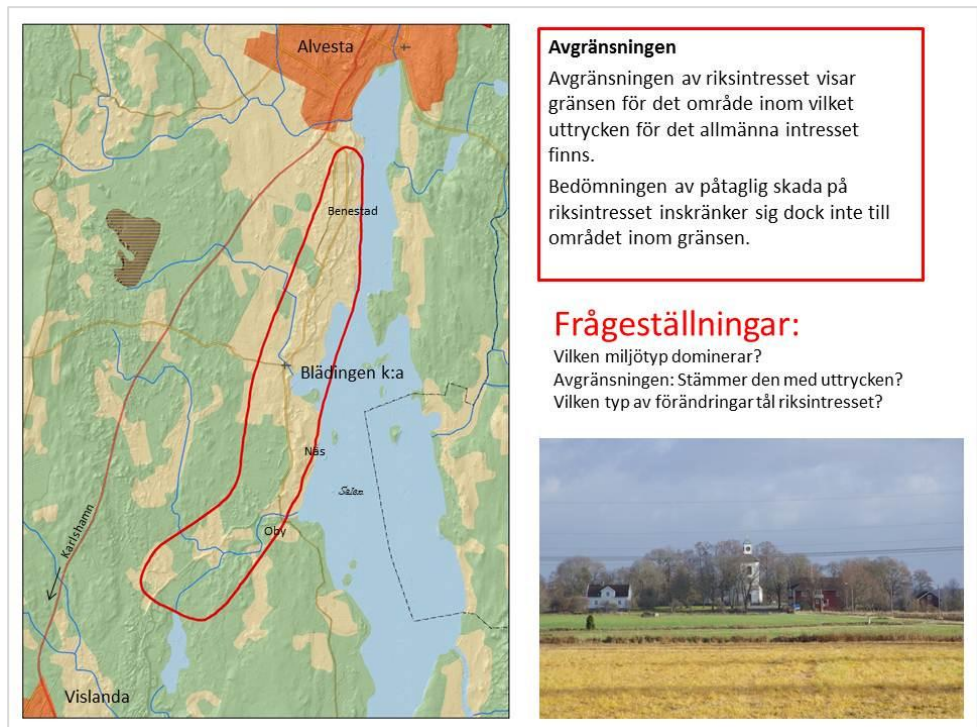 Alvesta
Benestad
Blädingen k:a
Näs
Salen
Oby
Karlshamn
Vislanda
Avgränsningen
Avgränsningen av riksintresset visar
gränsen för det område inom vilket
uttrycken för det allmänna intresset
finns.
Bedömningen av påtaglig skada på
riksintresset inskränker sig dock inte till
området inom gränsen.
Frågeställningar:
Vilken miljötyp dominerar?
Avgränsningen: Stämmer den med uttrycken?
Vilken typ av förändringar tål riksintresset?